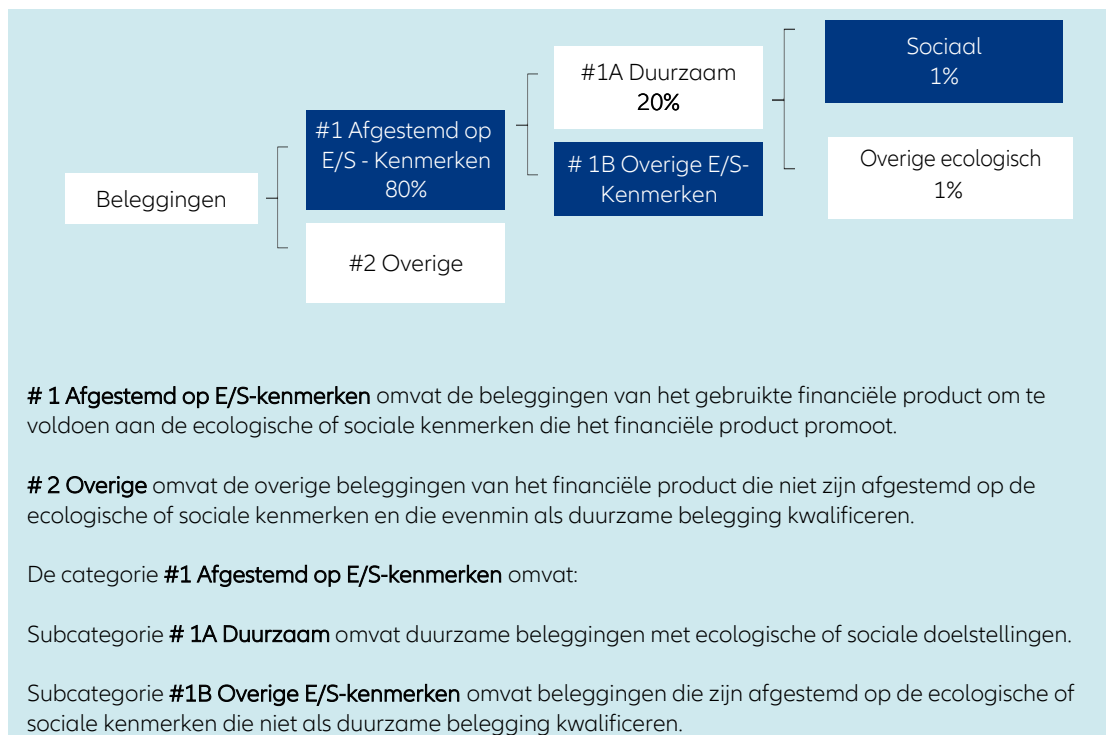 Beleggingen
#1 Afgestemd op
E/S - Kenmerken
80%
#2 Overige
#1A Duurzaam
20%
# 1B Overige E/S-
Kenmerken
Sociaal
1%
Overige ecologisch
1%
# 1 Afgestemd op E/S-kenmerken omvat de beleggingen van het gebruikte financiële product om te
voldoen aan de ecologische of sociale kenmerken die het financiële product promoot.
# 2 Overige omvat de overige beleggingen van het financiële product die niet zijn afgestemd op de
ecologische of sociale kenmerken en die evenmin als duurzame belegging kwalificeren.
De categorie #1 Afgestemd op E/S-kenmerken omvat:
Subcategorie # 1A Duurzaam omvat duurzame beleggingen met ecologische of sociale doelstellingen.
Subcategorie #1B Overige E/S-kenmerken omvat beleggingen die zijn afgestemd op de ecologische of
sociale kenmerken die niet als duurzame belegging kwalificeren.